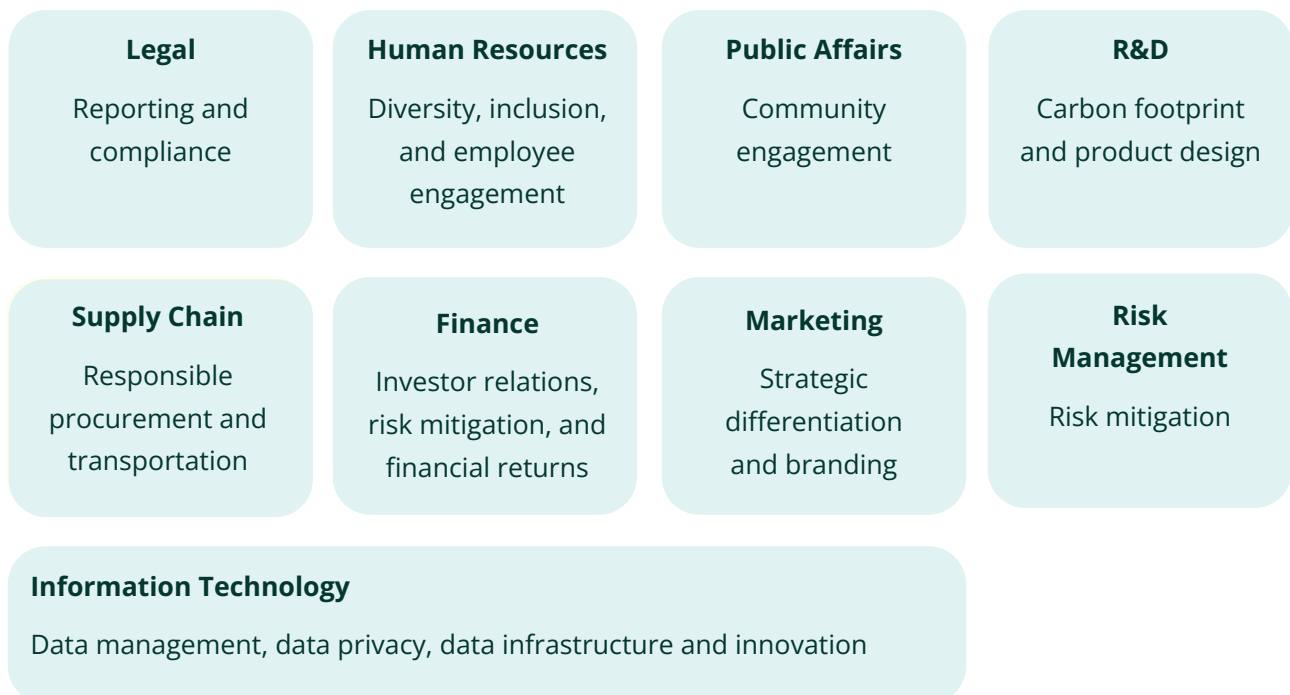 Legal
Reporting and
compliance
Human Resources
Diversity, inclusion,
and employee
engagement
Public Affairs
Community
engagement
R&D
Carbon footprint
and product design
Supply Chain
Responsible
procurement and
transportation
Finance
Investor relations,
risk mitigation, and
financial returns
Marketing
Strategic
differentiation
and branding
Risk
Management
Risk mitigation
Information Technology
Data management, data privacy, data infrastructure and innovation